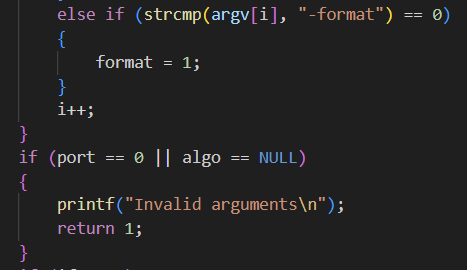 else if (strcmp(argv[i], "-format") == 0)
{
format = 1;
}
i++;
}
if (port == 0 || algo == NULL)
{
printf("Invalid arguments\n");
return 1;
}